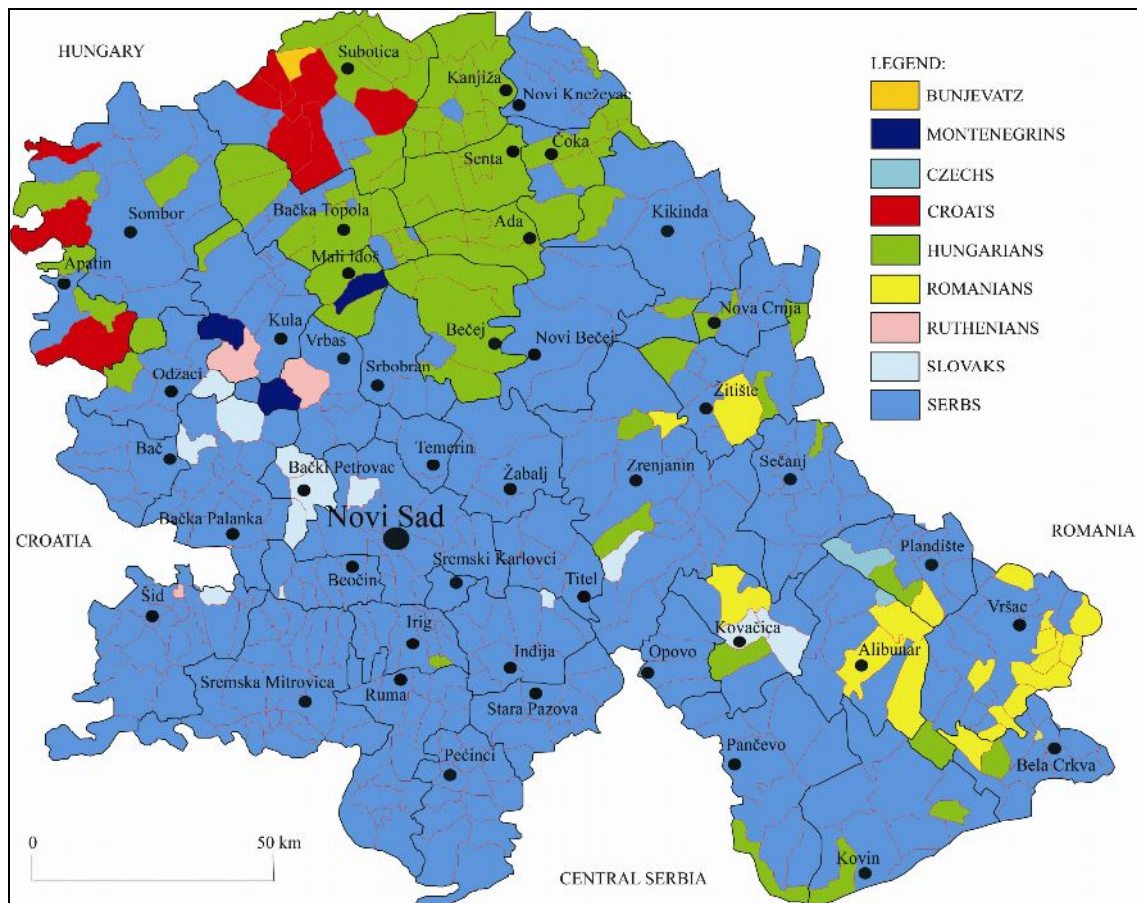 HUNGARY
Subotica
Kanjiža
Novi Kneževac
Senta
Čoka
Sombor
Bačka Topola
Ada
Kikinda
Mali Iđoš
Apatin
Kula
Vrbas
Bečej
Novi Bečej
Nova Crnja
Srbobran
Odžaci
Žitište
Bač
Temerin
Bački Petrovac
Žabalj
Zrenjanin
Sečanj
Bačka Palanka
Novi Sad
CROATIA
ROMANIA
Beočin
Sremski Karlovci
Titel
Plandište
Šid
Vršac
Irig
Kovačica
Alibunar
Inđija
Opovo
Sremska Mitrovica
Ruma
Stara Pazova
Pećinci
Pančevo
Bela Crkva
Kovin
CENTRAL SERBIA
0 50 km
LEGEND:
BUNJEVATZ
MONTENEGRINS
CZECHS
CROATS
HUNGARIANS
ROMANIANS
RUTHENIANS
SLOVAKS
SERBS